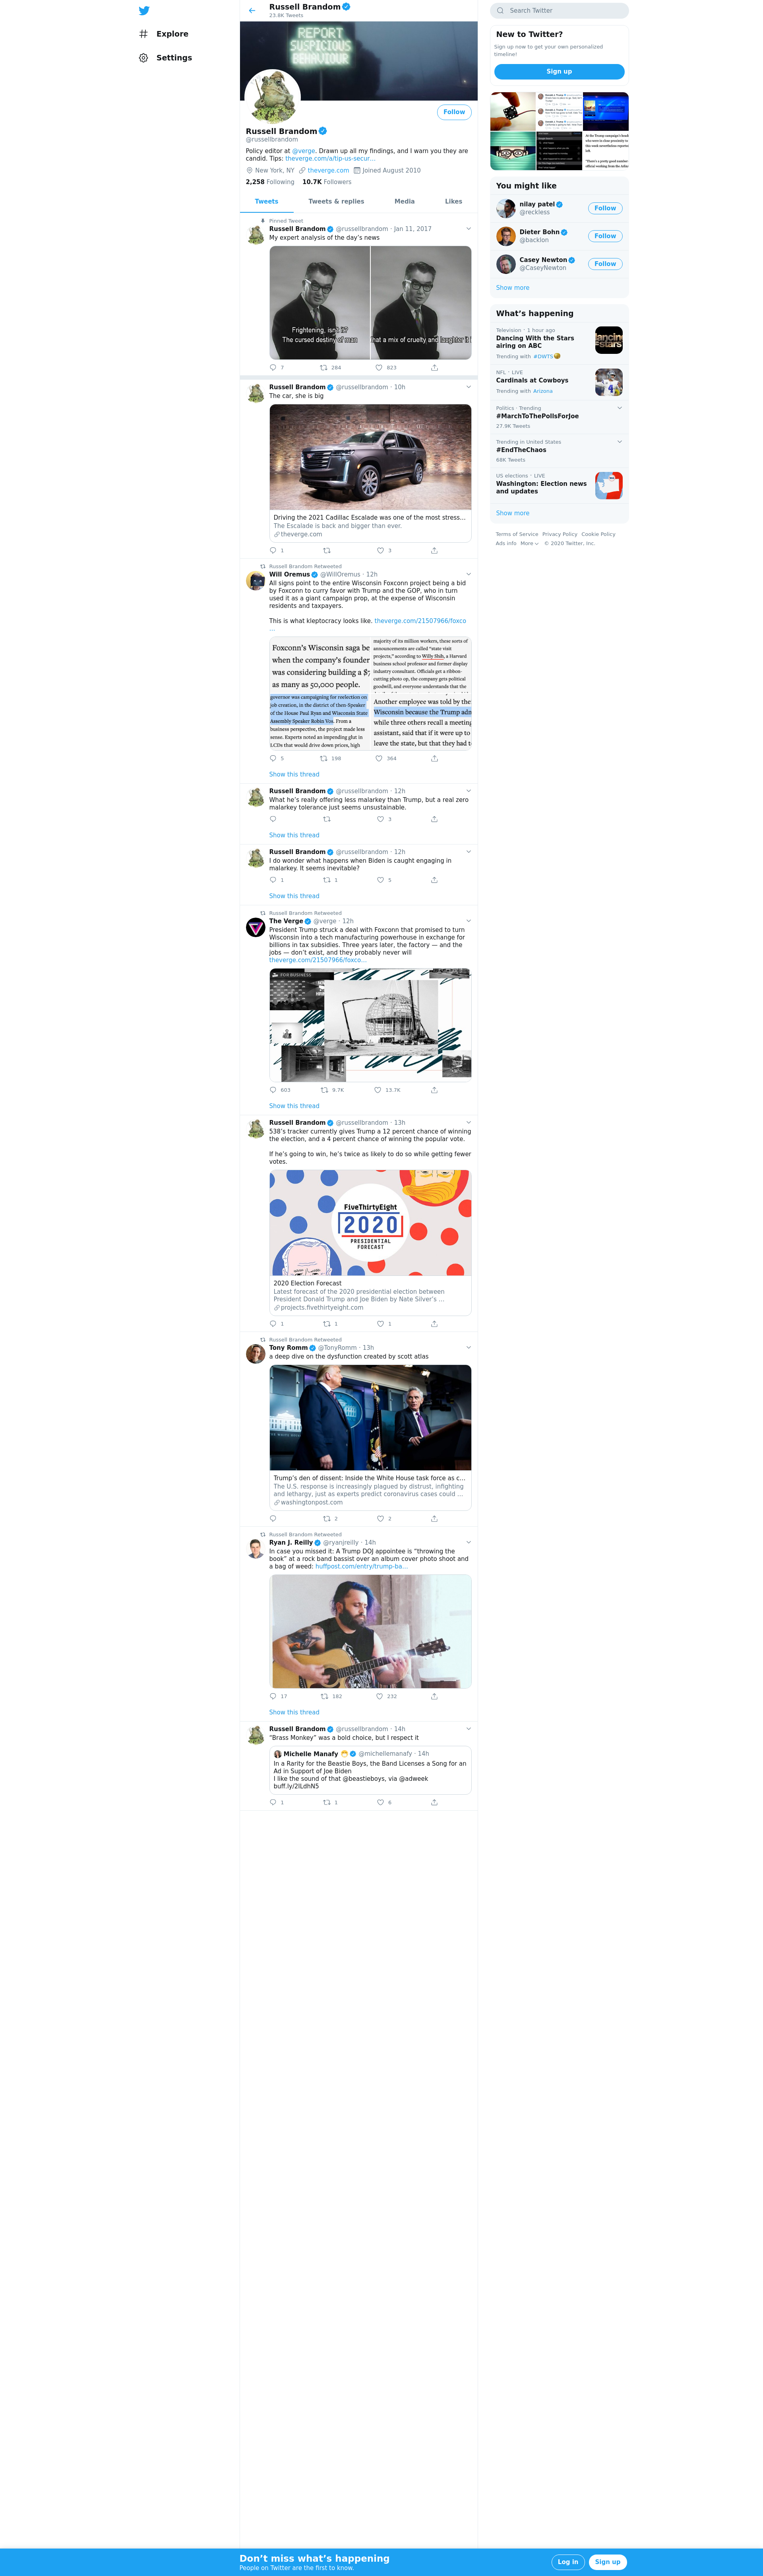 Explore
Settings
Russell Brandom
23.8K Tweets
REPORT
SUSPICIOUS
BEHAVIOUR
Follow
Russell Brandom
@russellbrandom
Policy editor at @verge. Drawn up all my findings, and I warn you they are
candid. Tips: theverge.com/a/tip-us-secur…
New York, NY theverge.com Joined August 2010
2,258 Following 10.7K Followers
Tweets Tweets & replies Media Likes
Pinned Tweet
Russell Brandom @russellbrandom · Jan 11, 2017
My expert analysis of the day's news
Frightening, isn't it?
The cursed destiny of man
that a mix of cruelty and laughter it
7 284 823
Russell Brandom @russellbrandom · 10h
The car, she is big
Driving the 2021 Cadillac Escalade was one of the most stress…
The Escalade is back and bigger than ever.
theverge.com
1 3
Russell Brandom Retweeted
Will Oremus @WillOremus · 12h
All signs point to the entire Wisconsin Foxconn project being a bid
by Foxconn to curry favor with Trump and the GOP, who in turn
used it as a giant campaign prop, at the expense of Wisconsin
residents and taxpayers.
This is what kleptocracy looks like. theverge.com/21507966/foxco
…
Foxconn's Wisconsin saga be
when the company's founder
was considering building a $7
as many as 50,000 people.
majority of its million workers, these sorts of
announcements are called "state visit
projects," according to Willy Shih, a Harvard
business school professor and former display
industry consultant. Officials get a ribbon-
cutting photo op, the company gets political
goodwill, and everyone understands that the
governor was campaigning for reelection on
job creation, in the district of then-Speaker
of the House Paul Ryan and Wisconsin State
Assembly Speaker Robin Vos. From a
business perspective, the project made less
sense. Experts noted an impending glut in
LCDs that would drive down prices, high
Another employee was told by the
Wisconsin because the Trump adm
while three others recall a meeting
assistant, said that if it were up to
leave the state, but that they had t
5 198 364
Show this thread
Russell Brandom @russellbrandom · 12h
What he's really offering less malarkey than Trump, but a real zero
malarkey tolerance just seems unsustainable.
3
Show this thread
Russell Brandom @russellbrandom · 12h
I do wonder what happens when Biden is caught engaging in
malarkey. It seems inevitable?
1 1 5
Show this thread
Russell Brandom Retweeted
The Verge @verge · 12h
President Trump struck a deal with Foxconn that promised to turn
Wisconsin into a tech manufacturing powerhouse in exchange for
billions in tax subsidies. Three years later, the factory — and the
jobs — don't exist, and they probably never will
theverge.com/21507966/foxco…
FOR BUSINESS
603 9.7K 13.7K
Show this thread
Russell Brandom @russellbrandom · 13h
538's tracker currently gives Trump a 12 percent chance of winning
the election, and a 4 percent chance of winning the popular vote.
If he's going to win, he's twice as likely to do so while getting fewer
votes.
FiveThirtyEight
2020
PRESIDENTIAL
FORECAST
2020 Election Forecast
Latest forecast of the 2020 presidential election between
President Donald Trump and Joe Biden by Nate Silver's …
projects.fivethirtyeight.com
1 1 1
Russell Brandom Retweeted
Tony Romm @TonyRomm · 13h
a deep dive on the dysfunction created by scott atlas
Trump's den of dissent: Inside the White House task force as c…
The U.S. response is increasingly plagued by distrust, infighting
and lethargy, just as experts predict coronavirus cases could …
washingtonpost.com
2 2
Russell Brandom Retweeted
Ryan J. Reilly @ryanjreilly · 14h
In case you missed it: A Trump DOJ appointee is "throwing the
book" at a rock band bassist over an album cover photo shoot and
a bag of weed: huffpost.com/entry/trump-ba…
17 182 232
Show this thread
Russell Brandom @russellbrandom · 14h
"Brass Monkey" was a bold choice, but I respect it
Michelle Manafy @michellemanafy · 14h
In a Rarity for the Beastie Boys, the Band Licenses a Song for an
Ad in Support of Joe Biden
I like the sound of that @beastieboys, via @adweek
buff.ly/2ILdhN5
1 1 6
Search Twitter
New to Twitter?
Sign up now to get your own personalized
timeline!
Sign up
You might like
nilay patel
@reckless
Follow
Dieter Bohn
@backlon
Follow
Casey Newton
@CaseyNewton
Follow
Show more
What's happening
Television · 1 hour ago
Dancing With the Stars
airing on ABC
Trending with #DWTS
NFL · LIVE
Cardinals at Cowboys
Trending with Arizona
Politics · Trending
#MarchToThePollsForJoe
27.9K Tweets
Trending in United States
#EndTheChaos
68K Tweets
US elections · LIVE
Washington: Election news
and updates
Show more
Terms of Service Privacy Policy Cookie Policy
Ads info More © 2020 Twitter, Inc.
Don't miss what's happening
People on Twitter are the first to know.
Log in Sign up